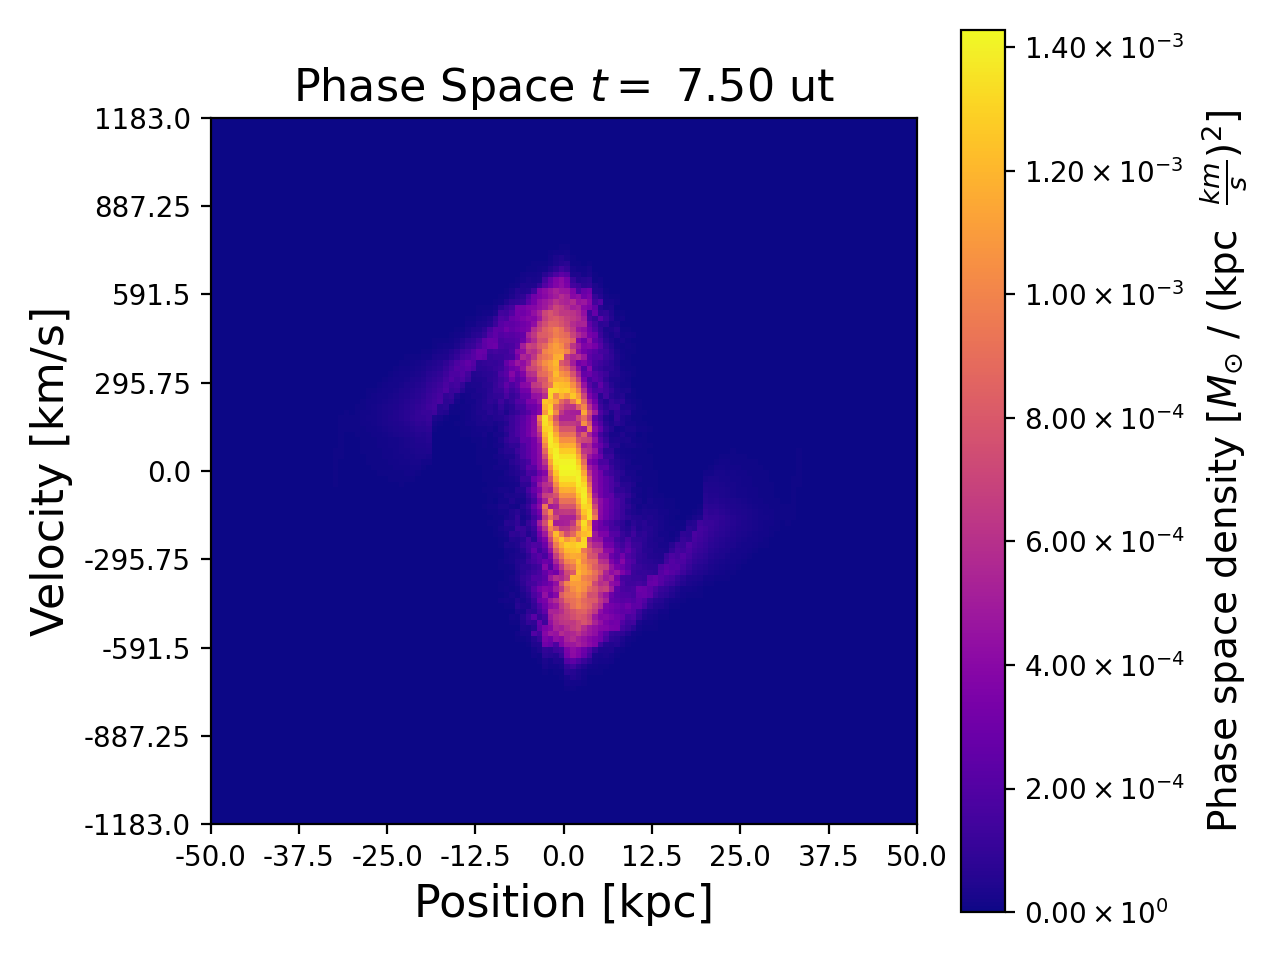 Phase Space t = 7.50 ut
1183.0
887.25
591.5
295.75
0.0
-295.75
-591.5
-887.25
-1183.0
Velocity [km/s]
-50.0 -37.5 -25.0 -12.5 0.0 12.5 25.0 37.5 50.0
Position [kpc]
1.40 × 10⁻³
1.20 × 10⁻³
1.00 × 10⁻³
8.00 × 10⁻⁴
6.00 × 10⁻⁴
4.00 × 10⁻⁴
2.00 × 10⁻⁴
0.00 × 10⁰
Phase space density [M⊙ / (kpc km/s)²]